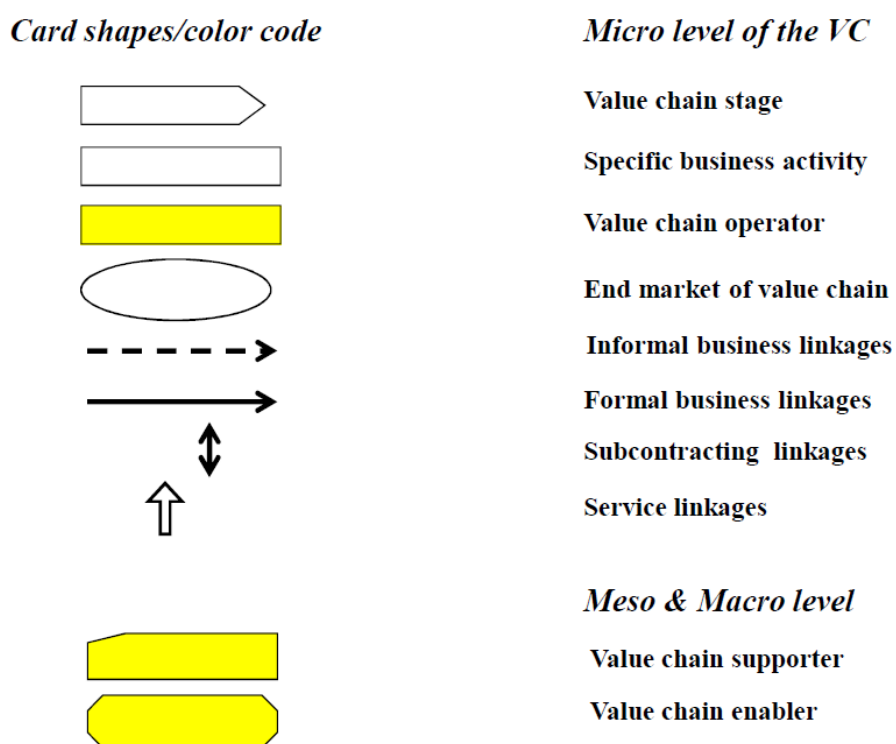 Card shapes/color code
Micro level of the VC
Value chain stage
Specific business activity
Value chain operator
End market of value chain
Informal business linkages
Formal business linkages
Subcontracting linkages
Service linkages
Meso & Macro level
Value chain supporter
Value chain enabler